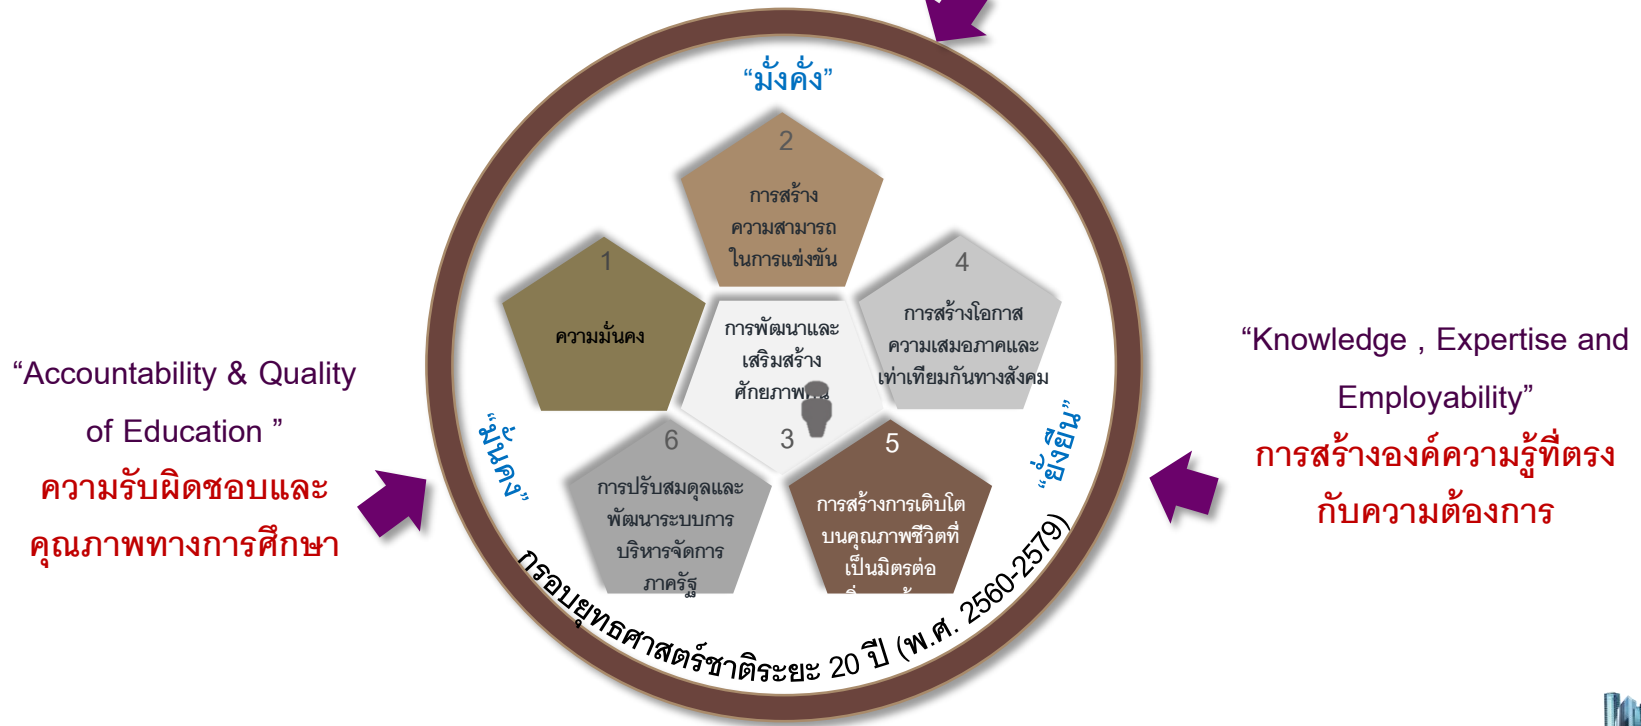 “มั่งคั่ง”
2
การสร้าง
ความสามารถ
ในการแข่งขัน
1
ความมั่นคง
4
การสร้างโอกาส
ความเสมอภาคและ
เท่าเทียมกันทางสังคม
การพัฒนาและ
เสริมสร้าง
ศักยภาพคน
3
6
การปรับสมดุลและ
พัฒนาระบบการ
บริหารจัดการ
ภาครัฐ
5
การสร้างการเติบโต
บนคุณภาพชีวิตที่
เป็นมิตรต่อ
“มั่นคง”
“ยั่งยืน”
กรอบยุทธศาสตร์ชาติระยะ 20 ปี (พ.ศ. 2560-2579)
“Accountability & Quality
of Education ”
ความรับผิดชอบและ
คุณภาพทางการศึกษา
“Knowledge , Expertise and
Employability”
การสร้างองค์ความรู้ที่ตรง
กับความต้องการ